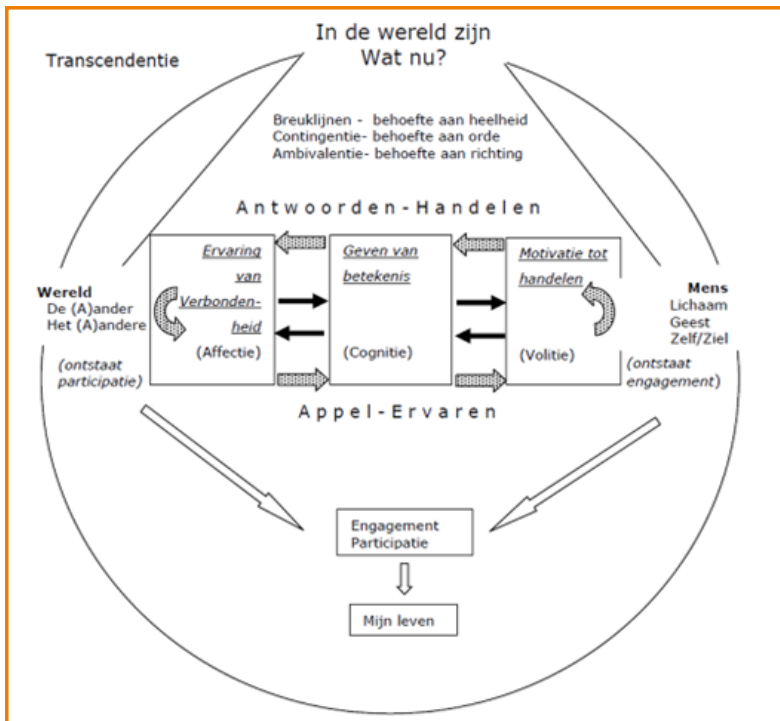 In de wereld zijn
Wat nu?
Transcendentie
Breuklijnen - behoefte aan heelheid
Contingentie- behoefte aan orde
Ambivalentie- behoefte aan richting
Antwoorden-Handelen
Ervaring
van
Verbonden-
heid
(Affectie)
Geven van
betekenis
(Cognitie)
Motivatie tot
handelen
(Volitie)
Wereld
De (A)ander
Het (A)andere
(ontstaat
participatie)
Mens
Lichaam
Geest
Zelf/Ziel
(ontstaat
engagement)
Appel-Ervaren
Engagement
Participatie
Mijn leven